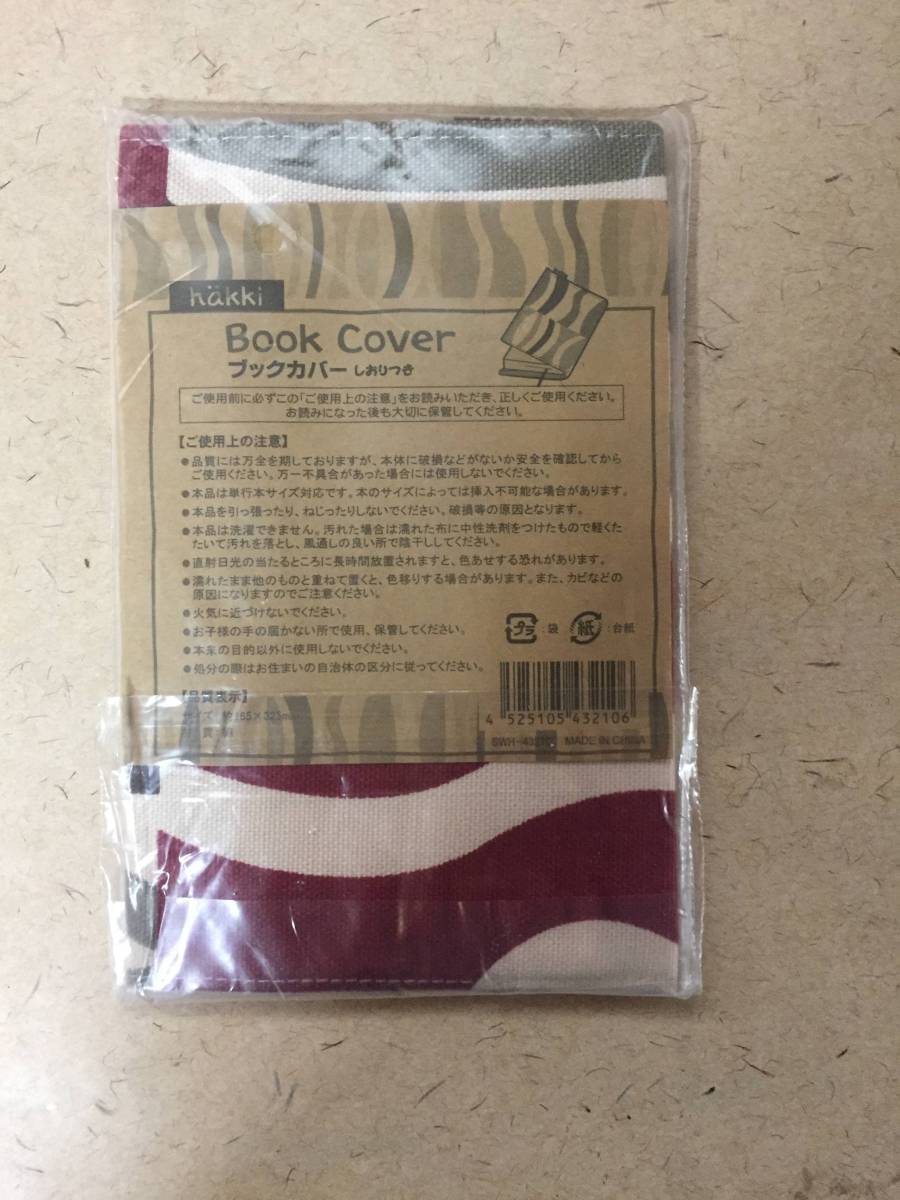 häkki
Book Cover
ブックカバー しおりつき
ご使用前に必ずこの「ご使用上の注意」をお読みいただき、正しくご使用ください。
お読みになった後も大切に保管してください。
【ご使用上の注意】
●品質には万全を期しておりますが、本体に破損などがないか安全を確認してから
ご使用ください。万一不具合があった場合には使用しないでください。
●本品は単行本サイズ対応です。本のサイズによっては挿入不可能な場合があります。
●本品を引っ張ったり、ねじったりしないでください。破損等の原因となります。
●本品は洗濯できません。汚れた場合は濡れた布に中性洗剤をつけたもので軽くた
たいて汚れを落とし、風通しの良い所で陰干ししてください。
●直射日光の当たるところに長時間放置されますと、色あせする恐れがあります。
●濡れたまま他のものと重ねて置くと、色移りする場合があります。また、カビなどの
原因になりますのでご注意ください。
●火気に近づけないでください。
●お子様の手の届かない所で使用、保管してください。
●本来の目的以外に使用しないでください。
●処分の際はお住まいの自治体の区分に従ってください。
プラ :袋 紙 :台紙
【品質表示】
サイズ:約165×323mm
4 525105 432106
MADE IN CHINA